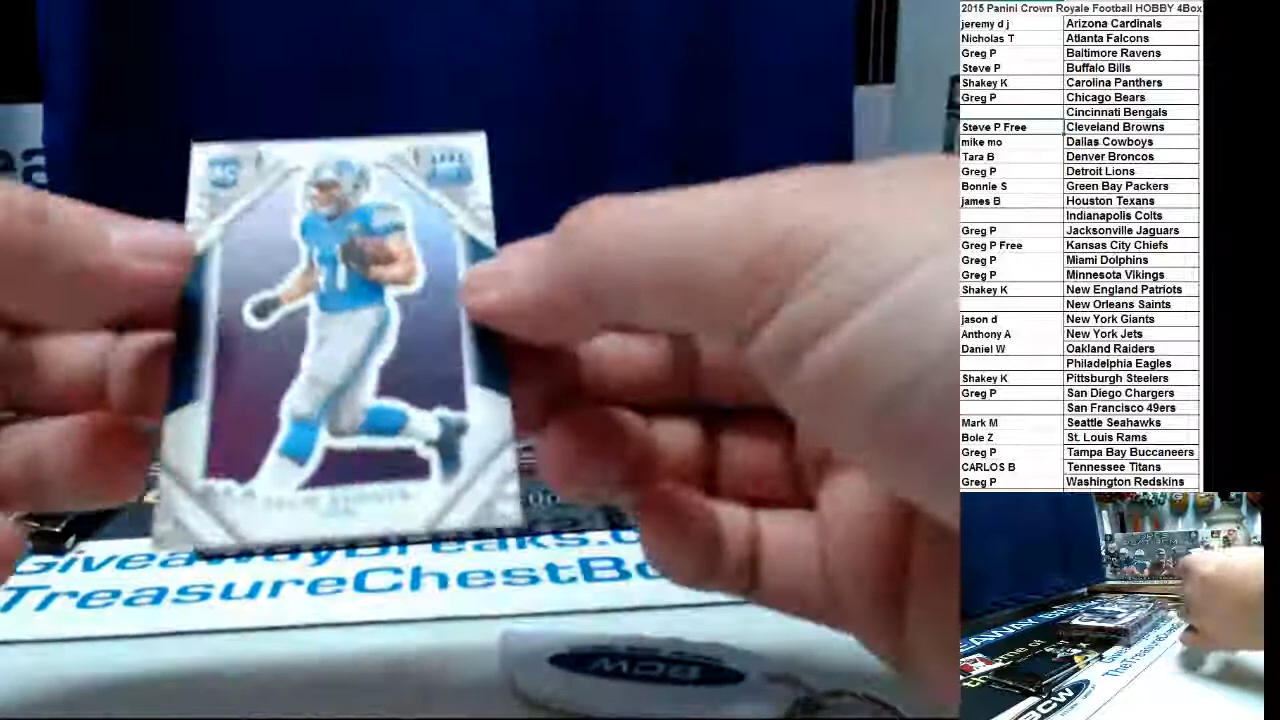 2015 Panini Crown Royale Football HOBBY 4Box
jeremy d j Arizona Cardinals
Nicholas T Atlanta Falcons
Greg P Baltimore Ravens
Steve P Buffalo Bills
Shakey K Carolina Panthers
Greg P Chicago Bears
Cincinnati Bengals
Steve P Free Cleveland Browns
mike mo Dallas Cowboys
Tara B Denver Broncos
Greg P Detroit Lions
Bonnie S Green Bay Packers
james B Houston Texans
Indianapolis Colts
Greg P Jacksonville Jaguars
Greg P Free Kansas City Chiefs
Greg P Miami Dolphins
Greg P Minnesota Vikings
Shakey K New England Patriots
New Orleans Saints
jason d New York Giants
Anthony A New York Jets
Daniel W Oakland Raiders
Philadelphia Eagles
Shakey K Pittsburgh Steelers
Greg P San Diego Chargers
San Francisco 49ers
Mark M Seattle Seahawks
Bole Z St. Louis Rams
Greg P Tampa Bay Buccaneers
CARLOS B Tennessee Titans
Greg P Washington Redskins
RC
GiveawayBreaks.c
TreasureChestBo
BCW
BCW